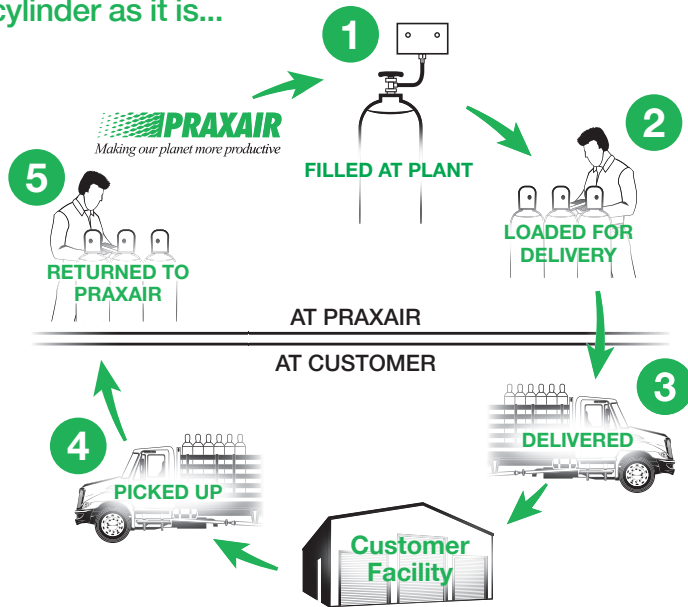 cylinder as it is...
1
PRAXAIR
Making our planet more productive
FILLED AT PLANT
2
LOADED FOR
DELIVERY
5
RETURNED TO
PRAXAIR
AT PRAXAIR
AT CUSTOMER
3
DELIVERED
4
PICKED UP
Customer
Facility